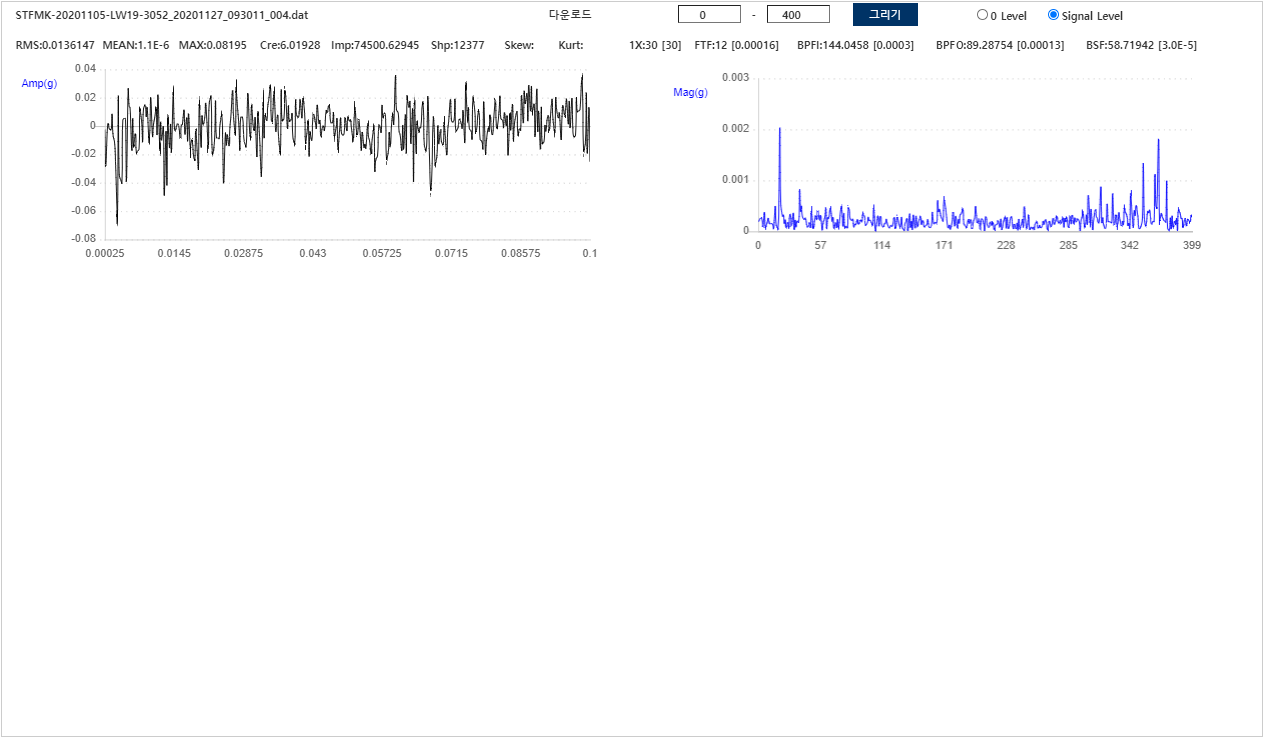 STFMK-20201105-LW19-3052_20201127_093011_004.dat 다운로드 0 - 400 그리기 0 Level Signal Level
RMS:0.0136147 MEAN:1.1E-6 MAX:0.08195 Cre:6.01928 Imp:74500.62945 Shp:12377 Skew: Kurt: 1X:30 [30] FTF:12 [0.00016] BPFI:144.0458 [0.0003] BPFO:89.28754 [0.00013] BSF:58.71942 [3.0E-5]
Amp(g)
0.04
0.02
0
-0.02
-0.04
-0.06
-0.08
0.00025 0.0145 0.02875 0.043 0.05725 0.0715 0.08575 0.1
Mag(g)
0.003
0.002
0.001
0
0 57 114 171 228 285 342 399